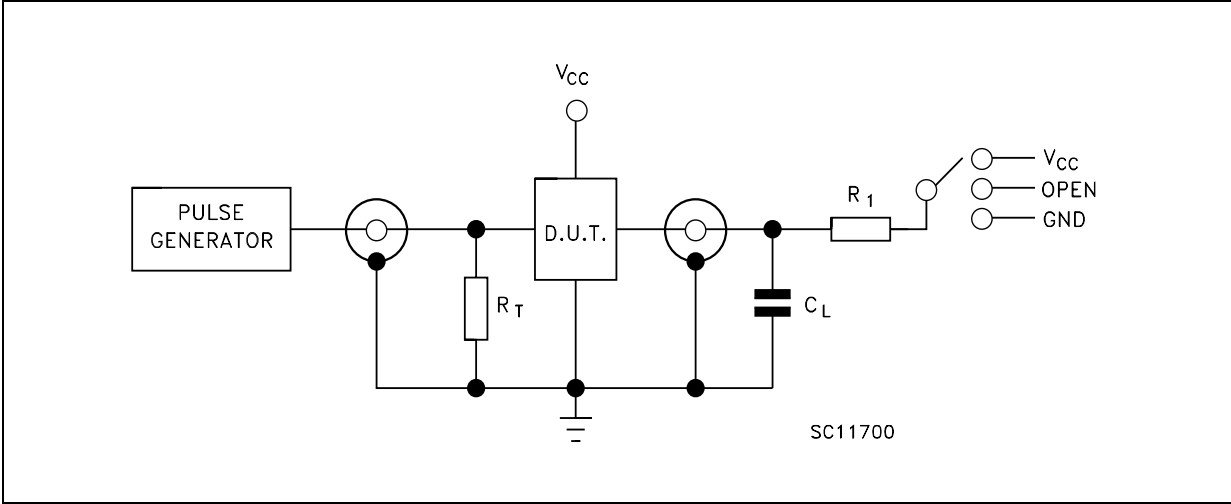 VCC
PULSE
GENERATOR
D.U.T.
RT
CL
R1
VCC
OPEN
GND
SC11700